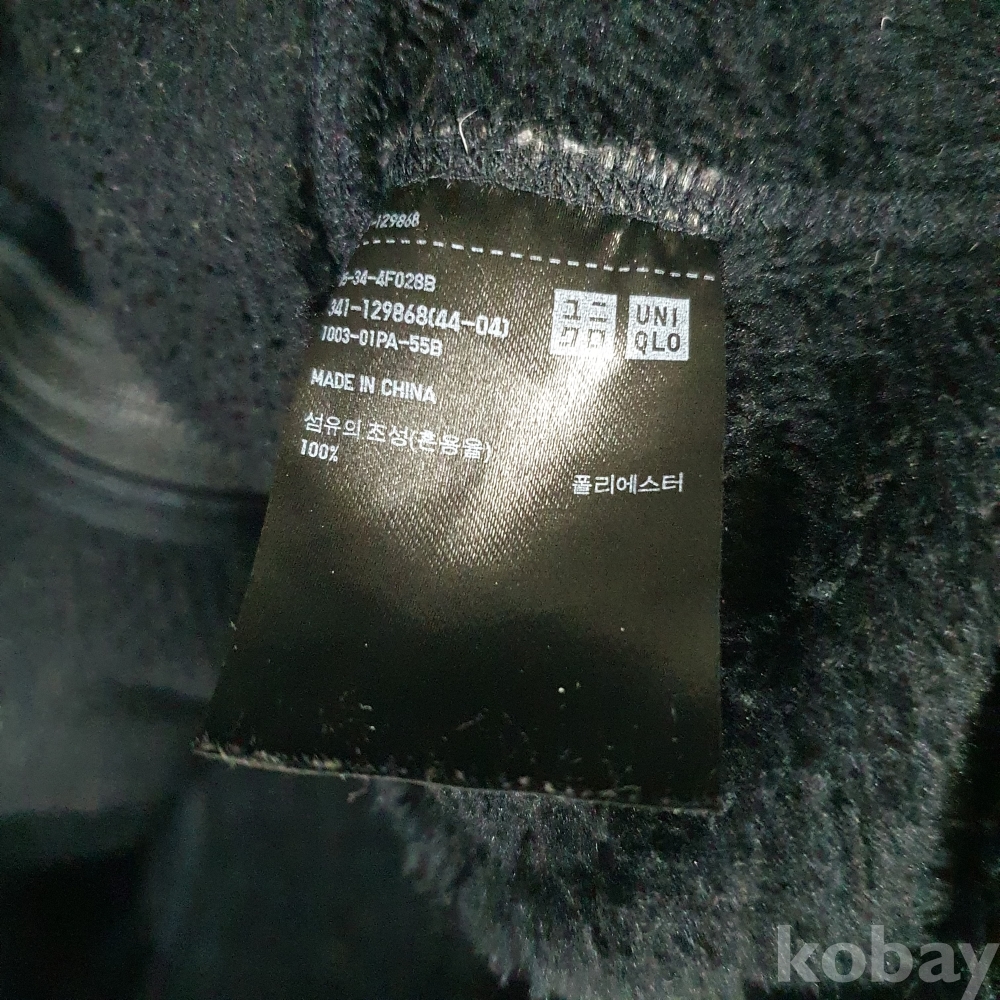 -129868
-34-4F028B
341-129868(44-04)
1003-01PA-55B
ユニ
クロ
UNI
QLO
MADE IN CHINA
섬유의 조성(혼용율)
100%
폴리에스터
kobay